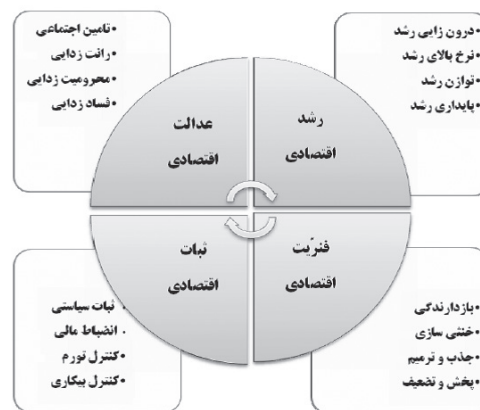 •درون زایی رشد
•نرخ بالای رشد
•توازن رشد
•پایداری رشد
•تامین اجتماعی
•رانت زدایی
•محرومیت زدایی
•فساد زدایی
رشد
اقتصادی
عدالت
اقتصادی
فنریّت
اقتصادی
ثبات
اقتصادی
•بازدارندگی
•خنثی سازی
•جذب و ترمیم
•پخش و تضعیف
• ثبات سیاستی
• انضباط مالی
•کنترل تورم
•کنترل بیکاری